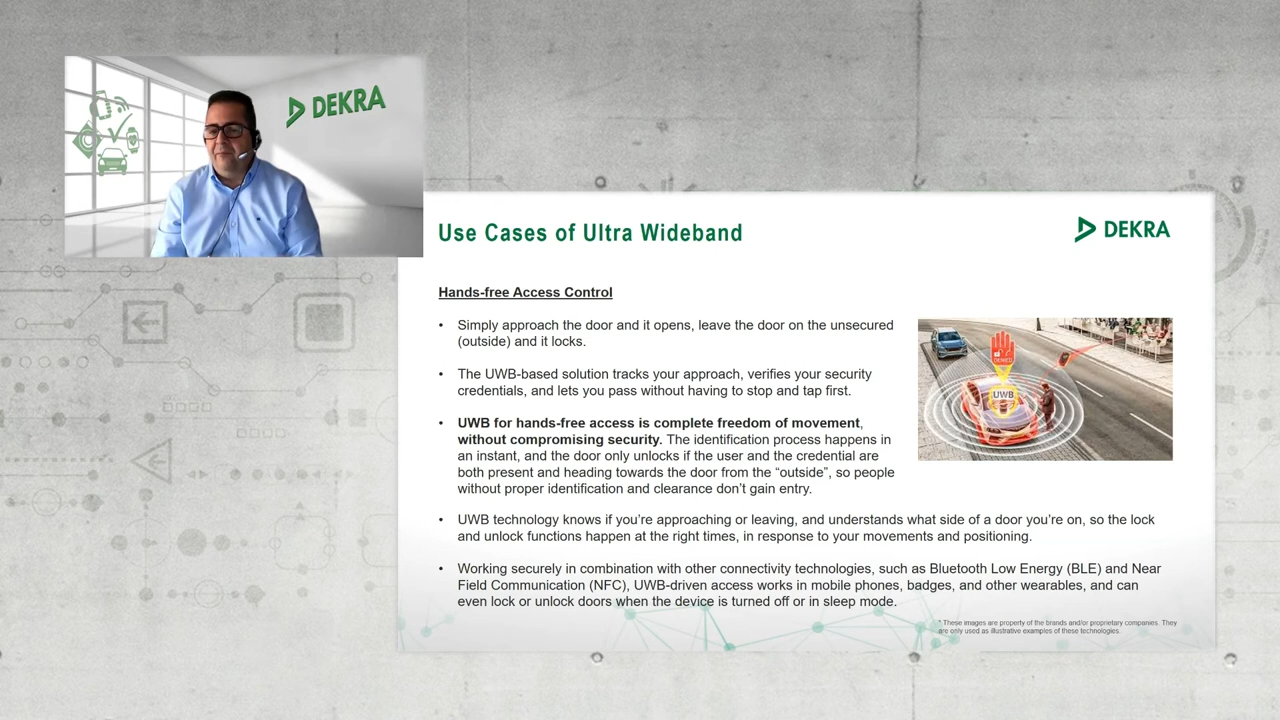 DEKRA
Use Cases of Ultra Wideband
DEKRA
Hands-free Access Control
• Simply approach the door and it opens, leave the door on the unsecured
(outside) and it locks.
• The UWB-based solution tracks your approach, verifies your security
credentials, and lets you pass without having to stop and tap first.
• UWB for hands-free access is complete freedom of movement,
without compromising security. The identification process happens in
an instant, and the door only unlocks if the user and the credential are
both present and heading towards the door from the “outside”, so people
without proper identification and clearance don’t gain entry.
DENIED
UWB
• UWB technology knows if you’re approaching or leaving, and understands what side of a door you’re on, so the lock
and unlock functions happen at the right times, in response to your movements and positioning.
• Working securely in combination with other connectivity technologies, such as Bluetooth Low Energy (BLE) and Near
Field Communication (NFC), UWB-driven access works in mobile phones, badges, and other wearables, and can
even lock or unlock doors when the device is turned off or in sleep mode.
* These images are property of the brands and/or proprietary companies. They
are only used as illustrative examples of these technologies.